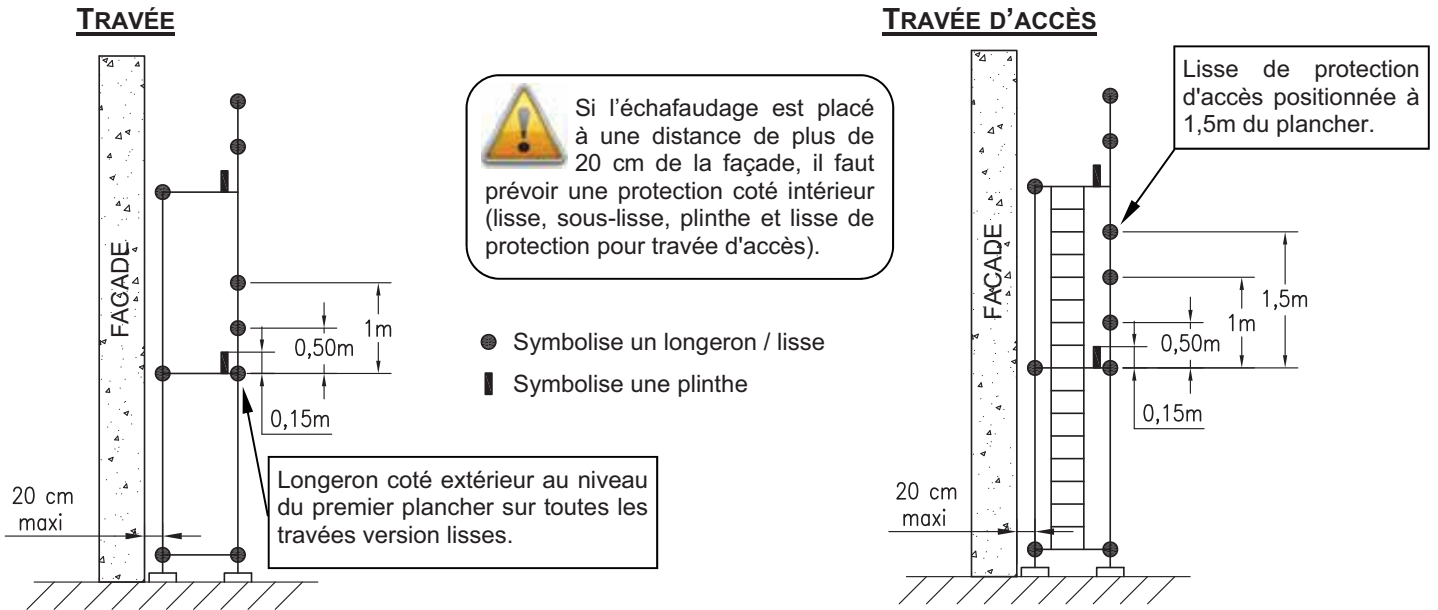 TRAVÉE
TRAVÉE D'ACCÈS
Si l'échafaudage est placé
à une distance de plus de
20 cm de la façade, il faut
prévoir une protection coté intérieur
(lisse, sous-lisse, plinthe et lisse de
protection pour travée d'accès).
Lisse de protection
d'accès positionnée à
1,5m du plancher.
FACADE
1m
0,50m
0,15m
Symbolise un longeron / lisse
Symbolise une plinthe
Longeron coté extérieur au niveau
du premier plancher sur toutes les
travées version lisses.
20 cm
maxi
FACADE
1,5m
1m
0,50m
0,15m
20 cm
maxi